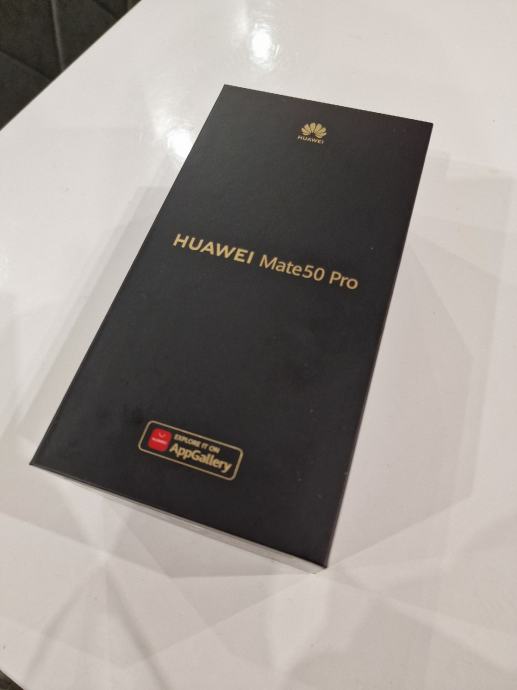 HUAWEI
HUAWEI Mate50 Pro
EXPLORE IT ON
AppGallery